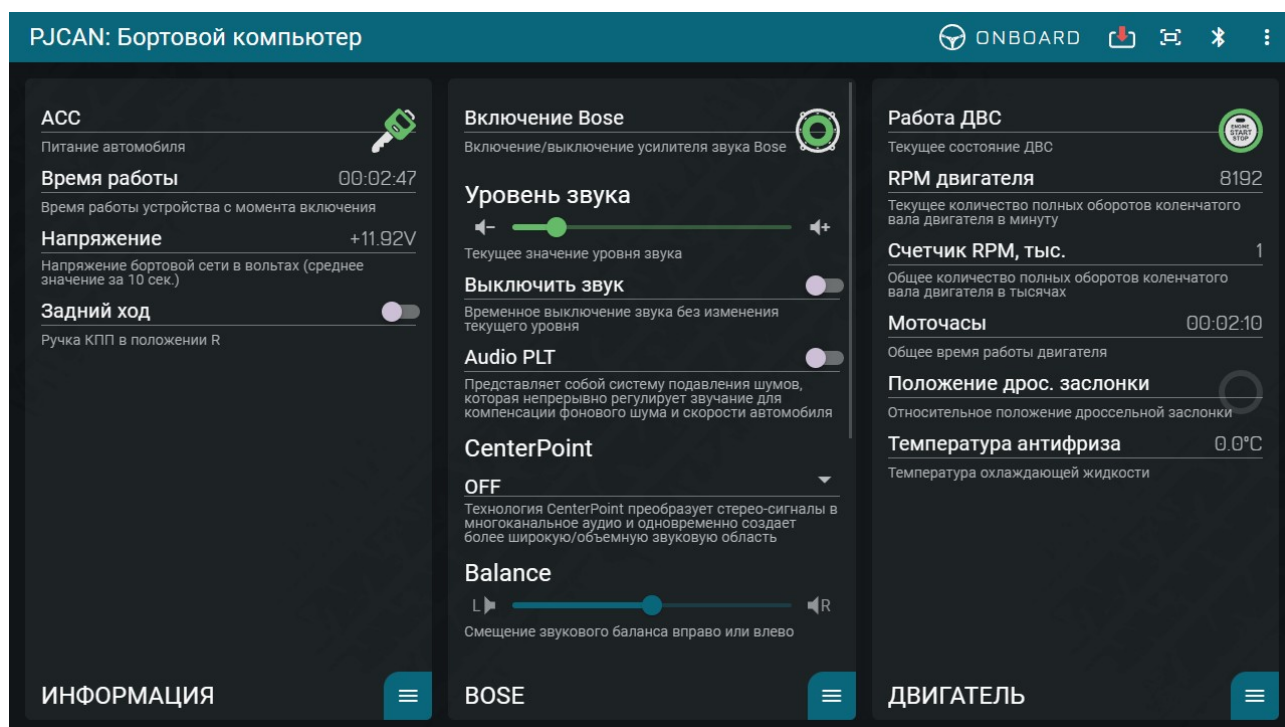 PJCAN: Бортовой компьютер
ONBOARD
ACC
Питание автомобиля
Время работы 00:02:47
Время работы устройства с момента включения
Напряжение +11.92V
Напряжение бортовой сети в вольтах (среднее
значение за 10 сек.)
Задний ход
Ручка КПП в положении R
ИНФОРМАЦИЯ
Включение Bose
Включение/выключение усилителя звука Bose
Уровень звука
Текущее значение уровня звука
Выключить звук
Временное выключение звука без изменения
текущего уровня
Audio PLT
Представляет собой систему подавления шумов,
которая непрерывно регулирует звучание для
компенсации фонового шума и скорости автомобиля
CenterPoint
OFF
Технология CenterPoint преобразует стерео-сигналы в
многоканальное аудио и одновременно создает
более широкую/объемную звуковую область
Balance
L R
Смещение звукового баланса вправо или влево
BOSE
Работа ДВС
ENGINE
START
STOP
Текущее состояние ДВС
RPM двигателя 8192
Текущее количество полных оборотов коленчатого
вала двигателя в минуту
Счетчик RPM, тыс. 1
Общее количество полных оборотов коленчатого
вала двигателя в тысячах
Моточасы 00:02:10
Общее время работы двигателя
Положение дрос. заслонки
Относительное положение дроссельной заслонки
Температура антифриза 0.0°C
Температура охлаждающей жидкости
ДВИГАТЕЛЬ